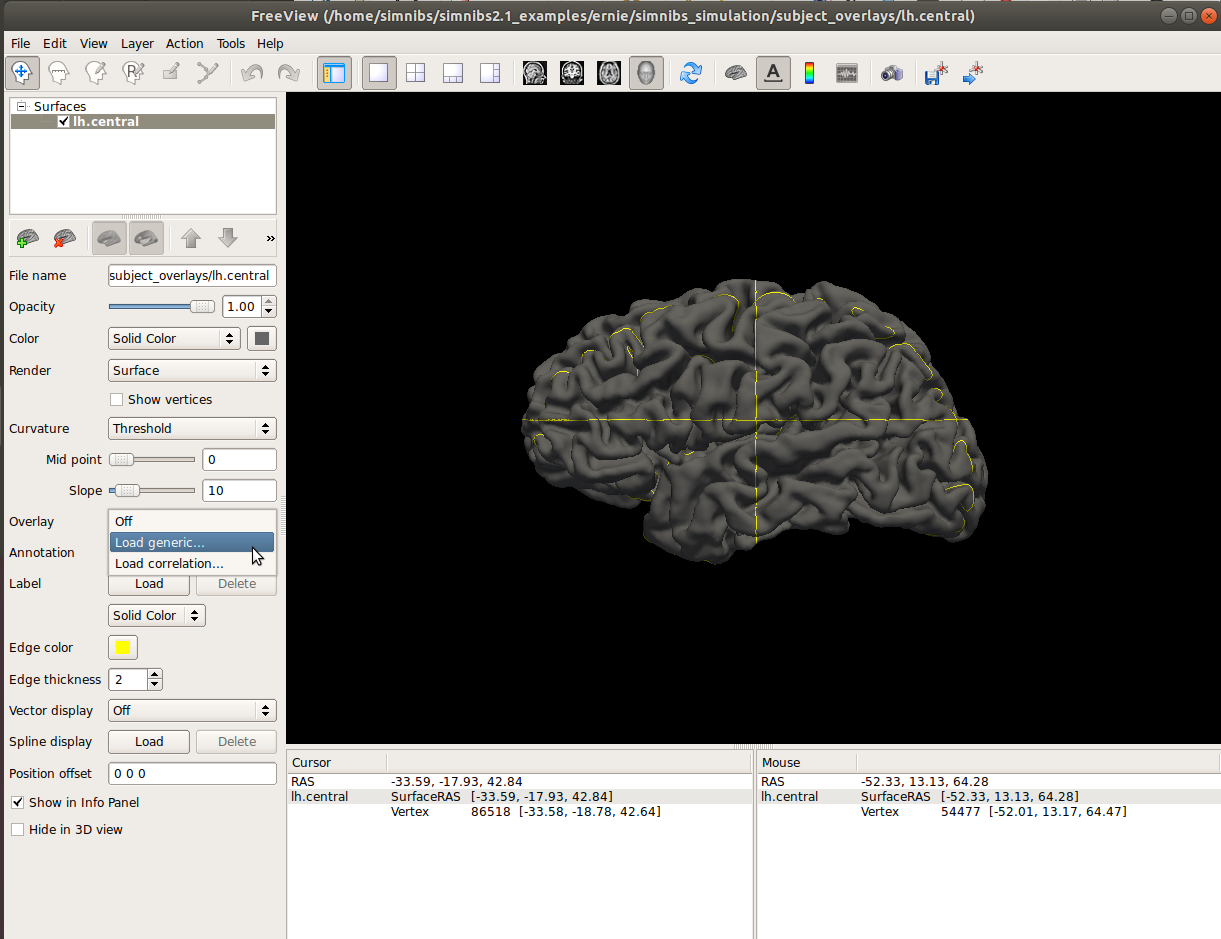 FreeView (/home/simnibs/simnibs2.1_examples/ernie/simnibs_simulation/subject_overlays/lh.central)
File Edit View Layer Action Tools Help
R
A
Surfaces
lh.central
»
File name subject_overlays/lh.central
Opacity 1.00
Color Solid Color
Render Surface
Show vertices
Curvature Threshold
Mid point 0
Slope 10
Overlay Off
Load generic...
Annotation
Load correlation...
Label Load Delete
Solid Color
Edge color
Edge thickness 2
Vector display Off
Spline display Load Delete
Position offset 0 0 0
Show in Info Panel
Hide in 3D view
Cursor
RAS -33.59, -17.93, 42.84
lh.central SurfaceRAS [-33.59, -17.93, 42.84]
Vertex 86518 [-33.58, -18.78, 42.64]
Mouse
RAS -52.33, 13.13, 64.28
lh.central SurfaceRAS [-52.33, 13.13, 64.28]
Vertex 54477 [-52.01, 13.17, 64.47]